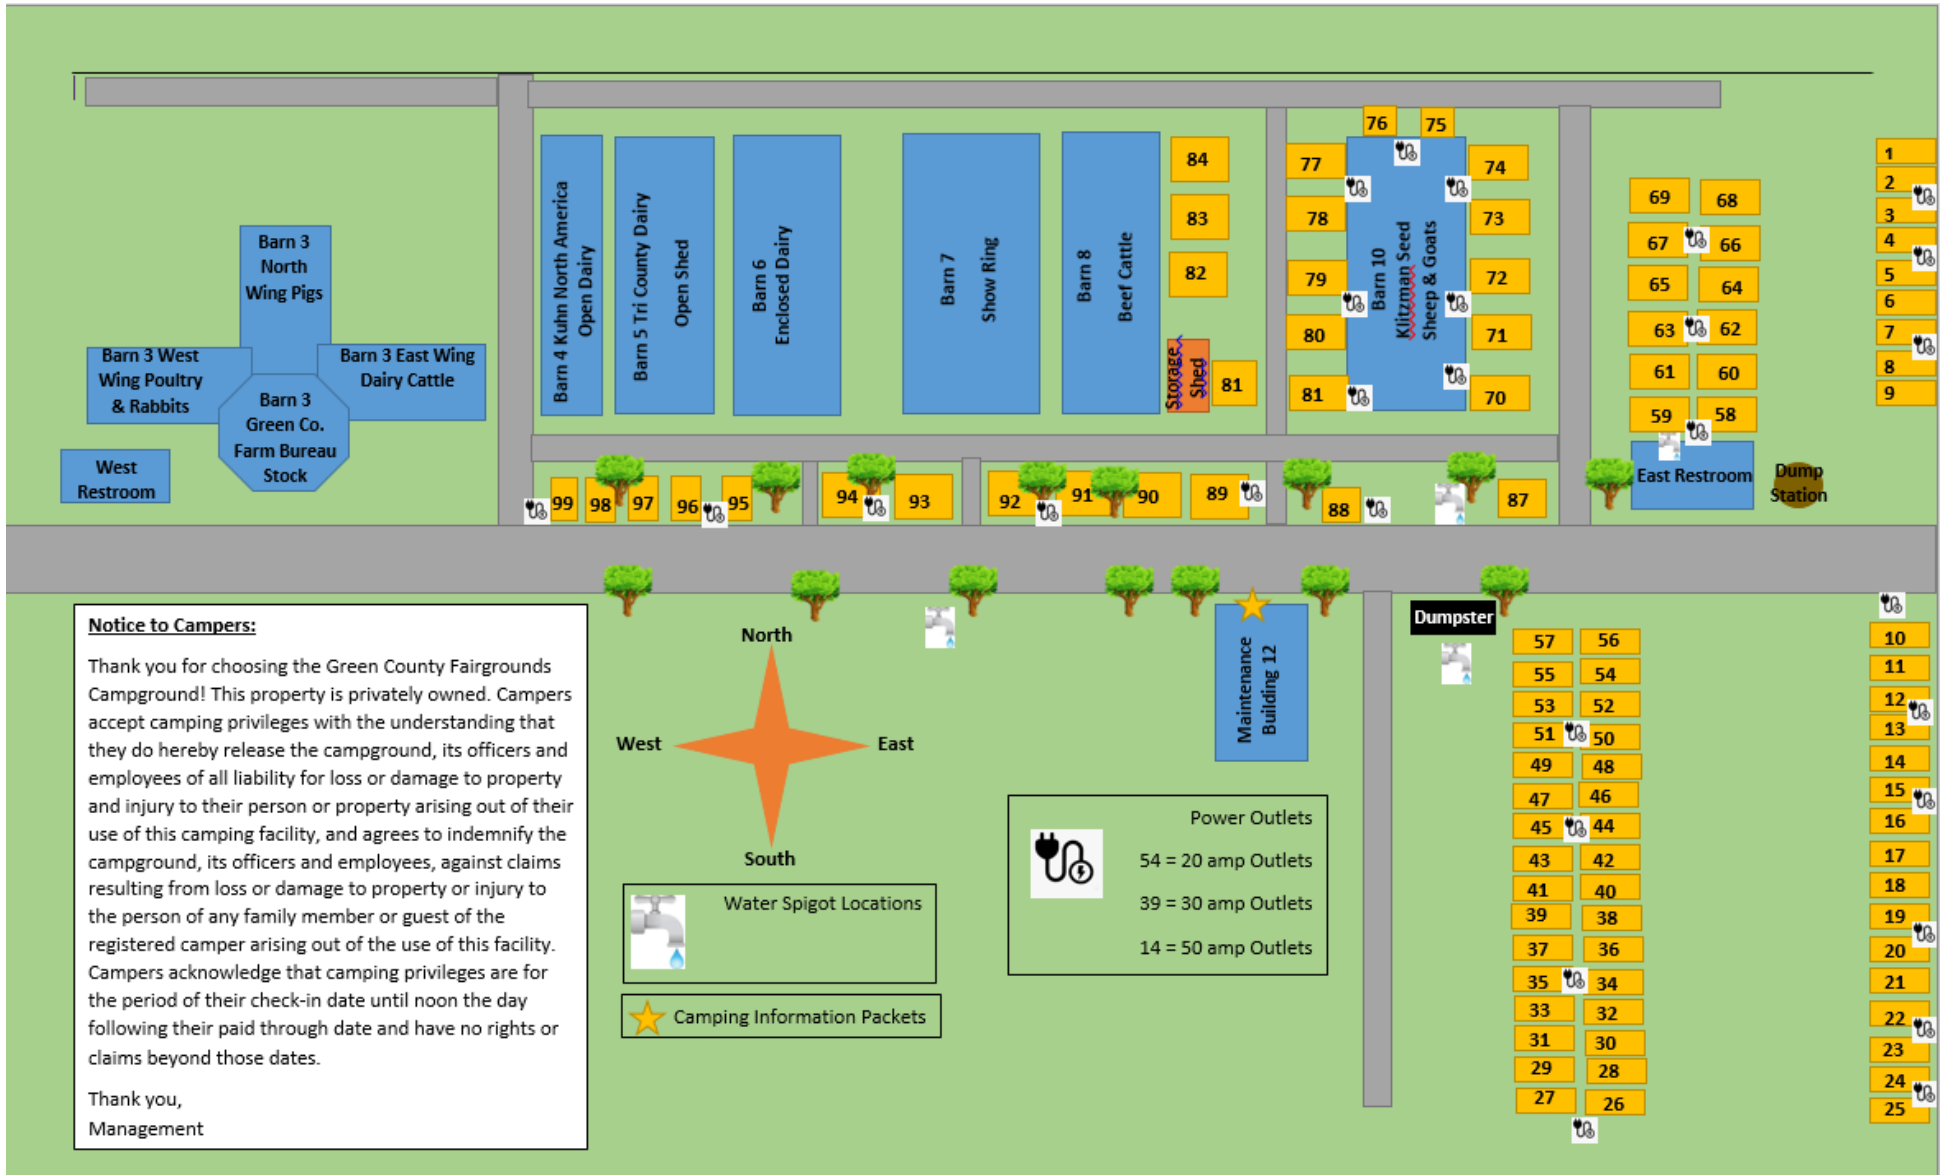 76
75
84
77
74
1
2
3
4
5
6
7
8
9
83
78
73
69
68
67
66
82
79
72
65
64
80
71
63
62
61
60
81
81
70
59
58
Barn 3
North
Wing Pigs
Barn 3 West
Wing Poultry
& Rabbits
Barn 3 East Wing
Dairy Cattle
Barn 3
Green Co.
Farm Bureau
Stock
West
Restroom
Barn 4 Kuhn North America
Open Dairy
Barn 5 Tri County Dairy
Open Shed
Barn 6
Enclosed Dairy
Barn 7
Show Ring
Barn 8
Beef Cattle
Storage
Shed
Barn 10
Klitzman Seed
Sheep & Goats
East Restroom
Dump
Station
99
98
97
96
95
94
93
92
91
90
89
88
87
Notice to Campers:
Thank you for choosing the Green County Fairgrounds
Campground! This property is privately owned. Campers
accept camping privileges with the understanding that
they do hereby release the campground, its officers and
employees of all liability for loss or damage to property
and injury to their person or property arising out of their
use of this camping facility, and agrees to indemnify the
campground, its officers and employees, against claims
resulting from loss or damage to property or injury to
the person of any family member or guest of the
registered camper arising out of the use of this facility.
Campers acknowledge that camping privileges are for
the period of their check-in date until noon the day
following their paid through date and have no rights or
claims beyond those dates.
Thank you,
Management
North
West
East
South
Water Spigot Locations
Camping Information Packets
Maintenance
Building 12
Power Outlets
54 = 20 amp Outlets
39 = 30 amp Outlets
14 = 50 amp Outlets
Dumpster
57
56
55
54
53
52
51
50
49
48
47
46
45
44
43
42
41
40
39
38
37
36
35
34
33
32
31
30
29
28
27
26
10
11
12
13
14
15
16
17
18
19
20
21
22
23
24
25